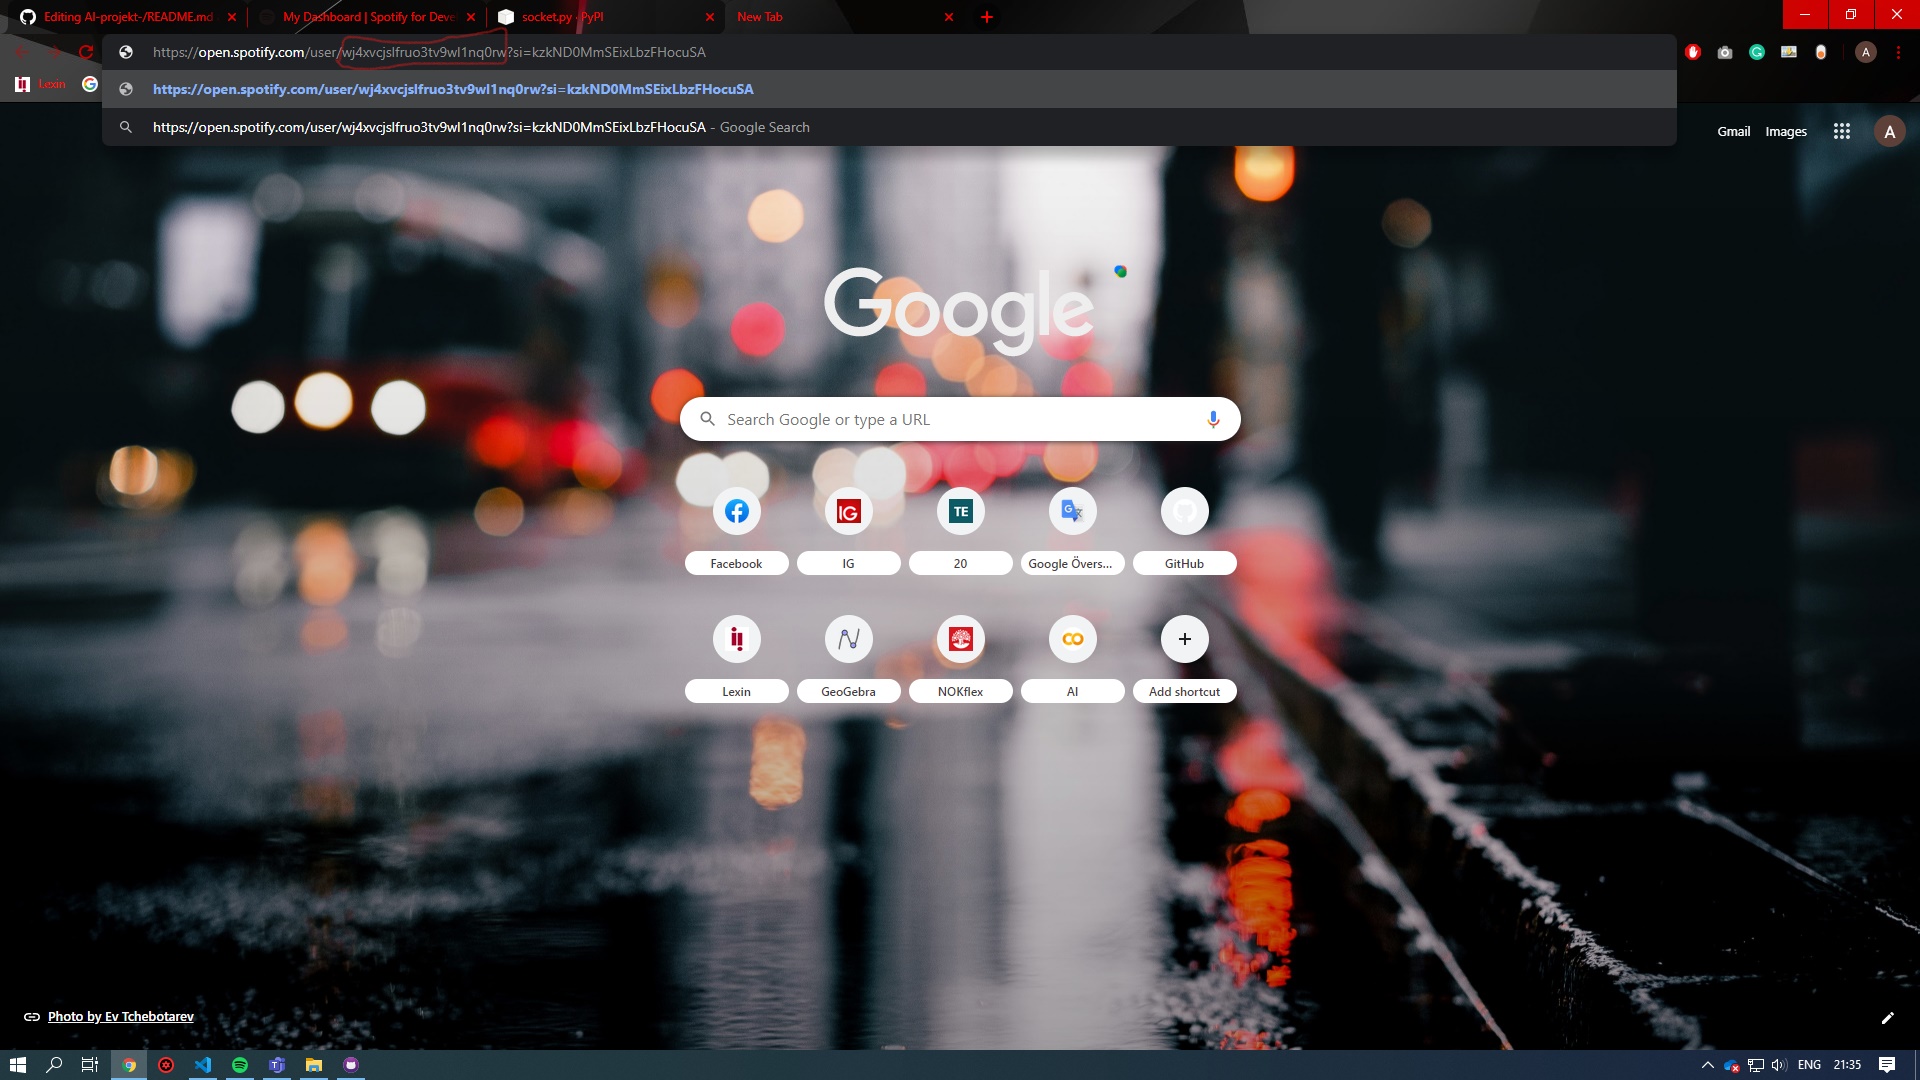 Editing AI-projekt-/README.md
My Dashboard | Spotify for Devel
socket.py · PyPI
New Tab
https://open.spotify.com/user/wj4xvcjslfruo3tv9wl1nq0rw?si=kzkND0MmSEixLbzFHocuSA
A
Lexin
https://open.spotify.com/user/wj4xvcjslfruo3tv9wl1nq0rw?si=kzkND0MmSEixLbzFHocuSA
https://open.spotify.com/user/wj4xvcjslfruo3tv9wl1nq0rw?si=kzkND0MmSEixLbzFHocuSA - Google Search
Gmail Images A
Google
Search Google or type a URL
IG TE
Facebook IG 20 Google Övers... GitHub
Lexin GeoGebra NOKflex AI Add shortcut
Photo by Ev Tchebotarev
ENG 21:35